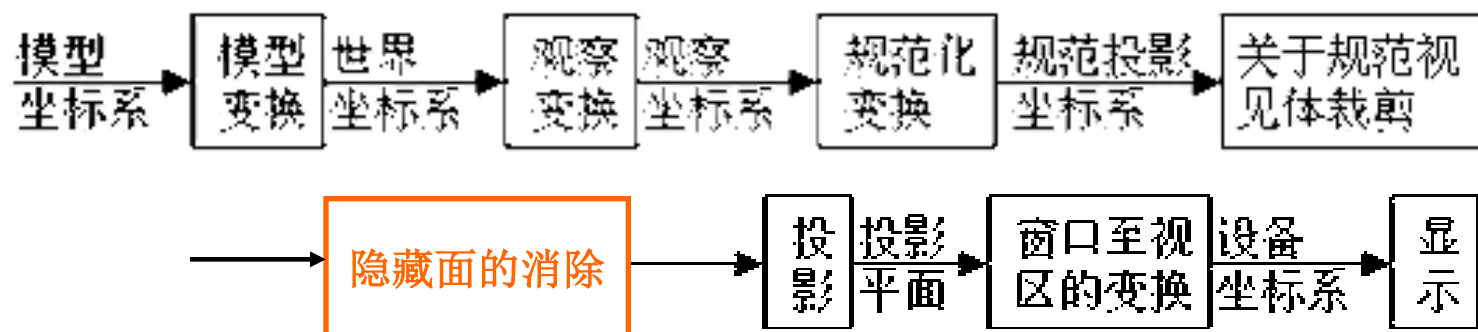 模型
坐标系
模型
变换
世界
坐标系
观察
变换
观察
坐标系
规范化
变换
规范投影
坐标系
关于规范视
见体裁剪
隐藏面的消除
投
影
投影
平面
窗口至视
区的变换
设备
坐标系
显
示